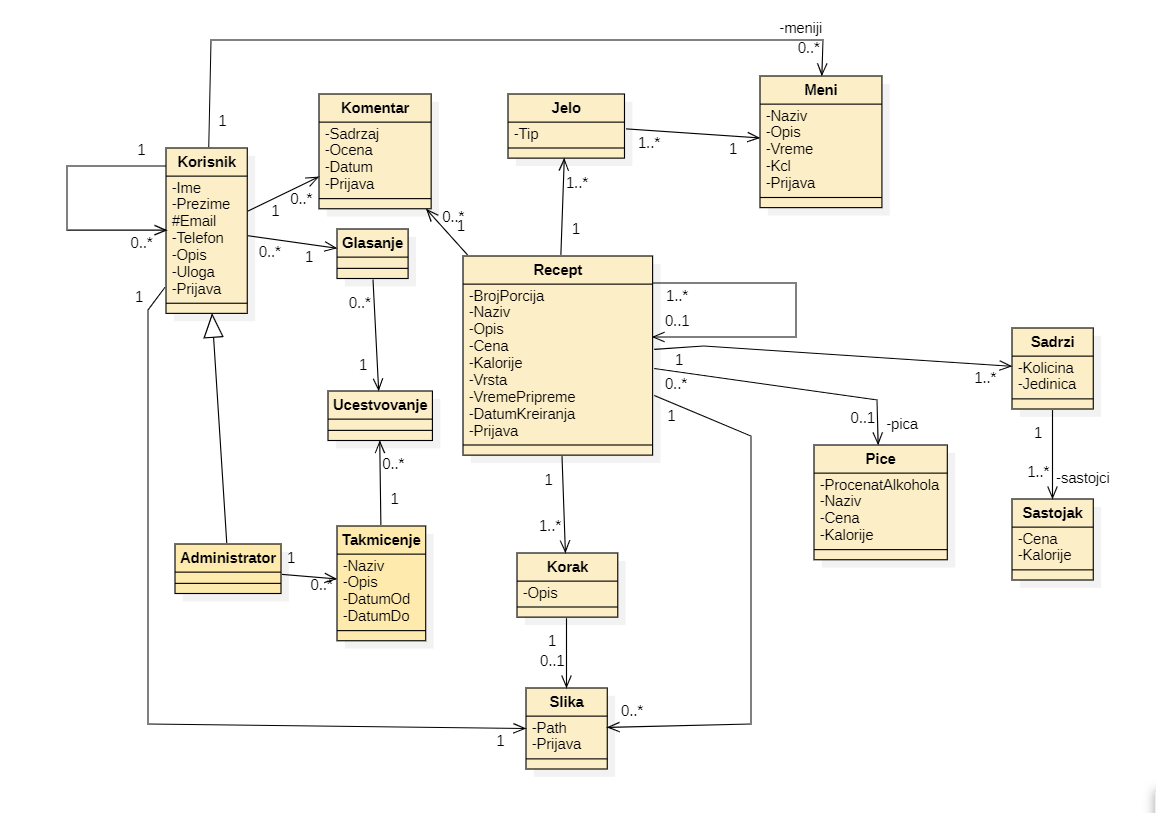 -meniji
0..*
1
Meni
-Naziv
-Opis
-Vreme
-Kcl
-Prijava
Komentar
-Sadrzaj
-Ocena
-Datum
-Prijava
Jelo
-Tip
1..*
1
1
Korisnik
-Ime
-Prezime
#Email
-Telefon
-Opis
-Uloga
-Prijava
0..*
1
0..*
1
0..*
1
Glasanje
0..*
1
1..*
1
Recept
-BrojPorcija
-Naziv
-Opis
-Cena
-Kalorije
-Vrsta
-VremePripreme
-DatumKreiranja
-Prijava
1..*
0..1
1
1..*
Sadrzi
-Kolicina
-Jedinica
0..*
0..1
-pica
1
1
0..*
1
Ucestvovanje
0..*
1
Pice
-ProcenatAlkohola
-Naziv
-Cena
-Kalorije
1
1..*
-sastojci
Sastojak
-Cena
-Kalorije
1
1..*
Administrator
1
0..*
Takmicenje
-Naziv
-Opis
-DatumOd
-DatumDo
Korak
-Opis
1
0..1
Slika
-Path
-Prijava
0..*
1